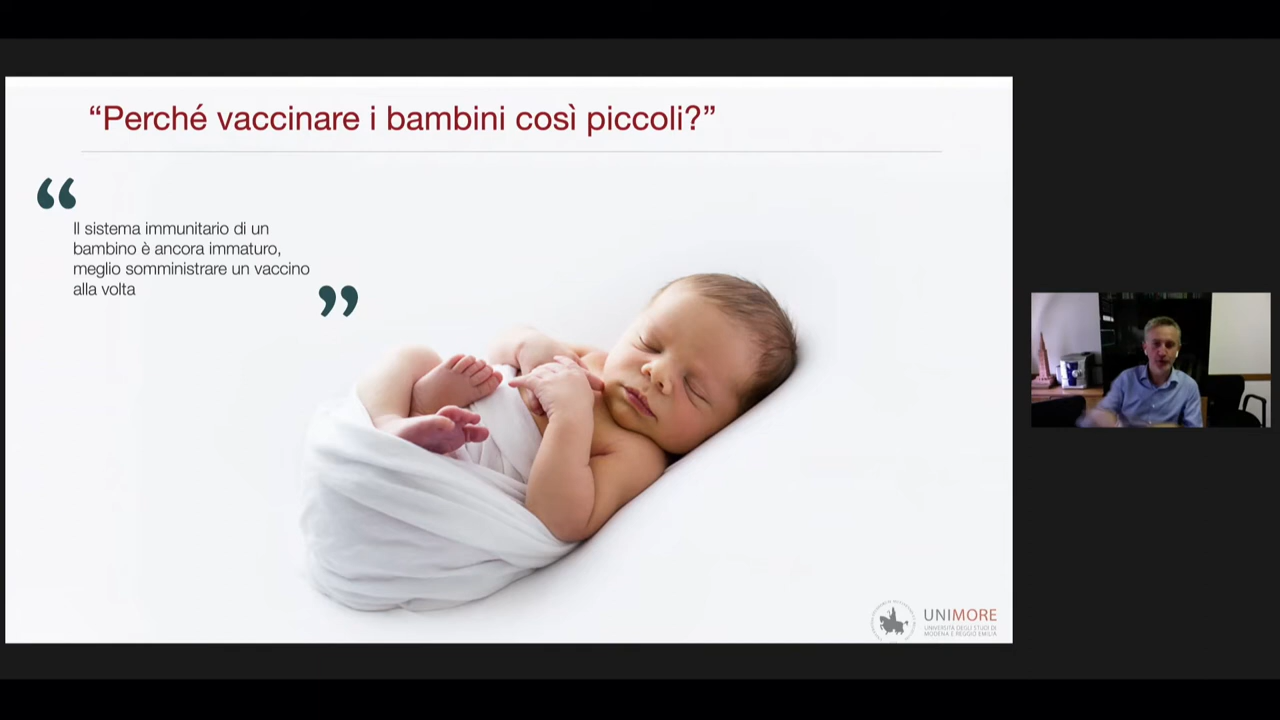 “Perché vaccinare i bambini così piccoli?”
“
Il sistema immunitario di un
bambino è ancora immaturo,
meglio somministrare un vaccino
alla volta
”
UNIMORE
UNIVERSITÀ DEGLI STUDI DI
MODENA E REGGIO EMILIA